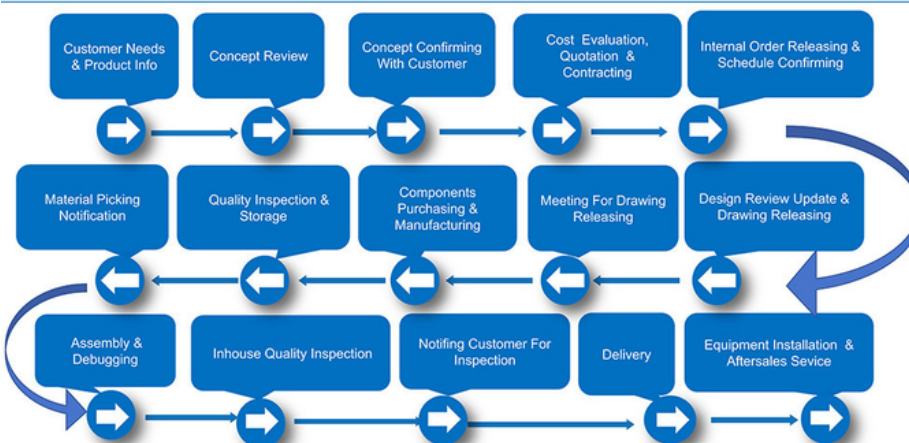 Customer Needs
& Product Info
Concept Review
Concept Confirming
With Customer
Cost Evaluation,
Quotation &
Contracting
Internal Order Releasing &
Schedule Confirming
Design Review Update &
Drawing Releasing
Meeting For Drawing
Releasing
Components
Purchasing &
Manufacturing
Quality Inspection &
Storage
Material Picking
Notification
Assembly &
Debugging
Inhouse Quality Inspection
Notifing Customer For
Inspection
Delivery
Equipment Installation &
Aftersales Sevice